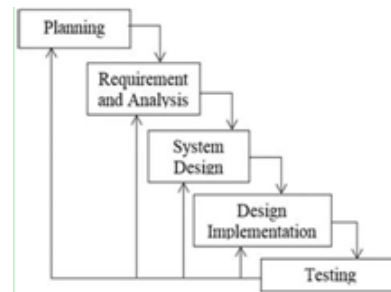 Planning
Requirement
and Analysis
System
Design
Design
Implementation
Testing